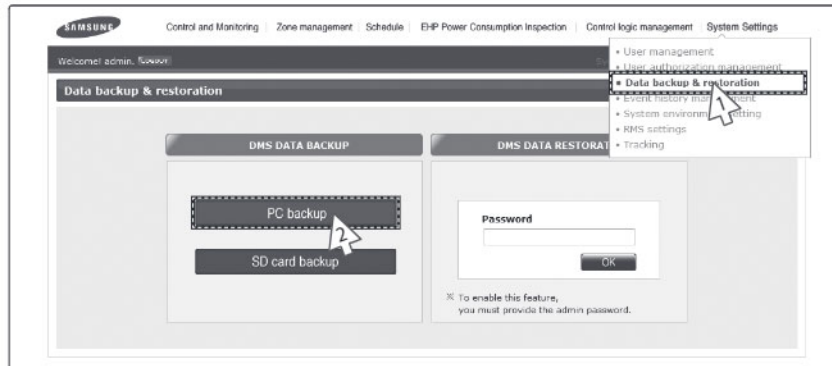 SAMSUNG
Control and Monitoring Zone management Schedule EHP Power Consumption Inspection Control logic management System Settings
Welcome! admin.
• User management
• User authorization management
• Data backup & restoration
• Event history management
• System environment setting
• RMS settings
• Tracking
1
Data backup & restoration
DMS DATA BACKUP
PC backup
2
SD card backup
DMS DATA RESTORAT
Password
OK
※ To enable this feature,
you must provide the admin password.